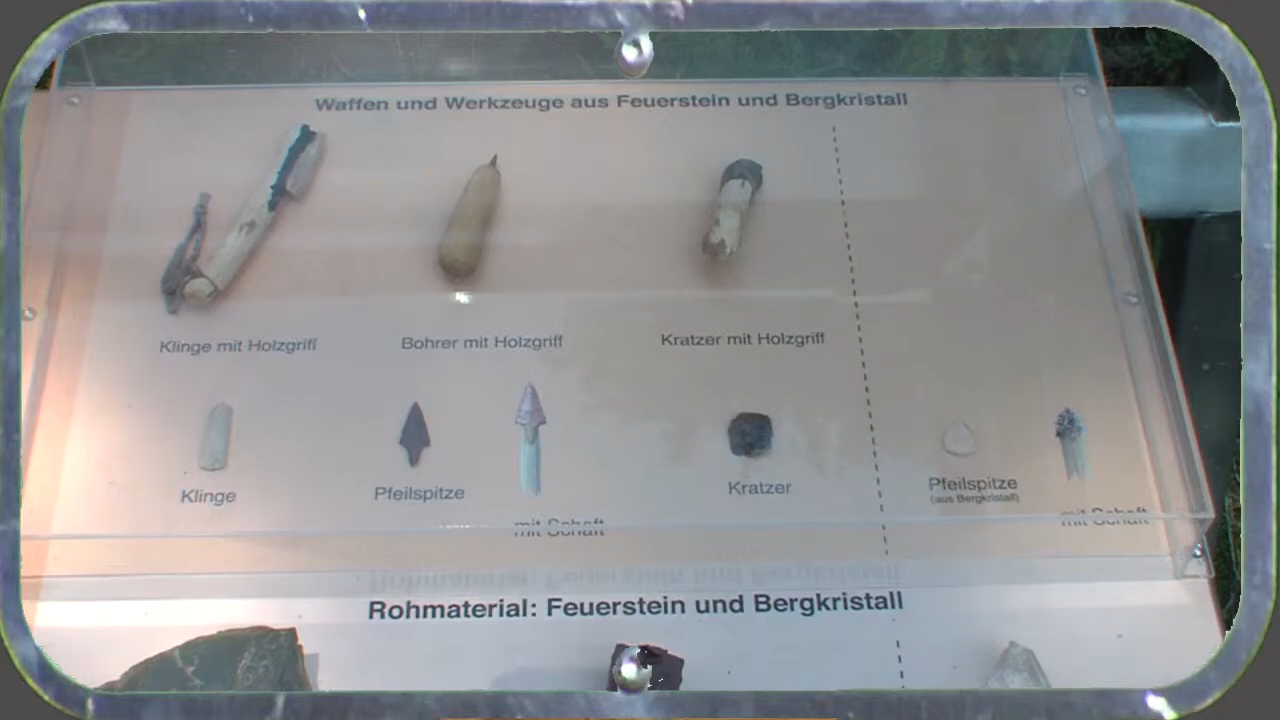 Waffen und Werkzeuge aus Feuerstein und Bergkristall
Klinge mit Holzgriff
Bohrer mit Holzgriff
Kratzer mit Holzgriff
Klinge
Pfeilspitze
mit Schaft
Kratzer
Pfeilspitze
(aus Bergkristall)
mit Schaft
Rohmaterial: Feuerstein und Bergkristall